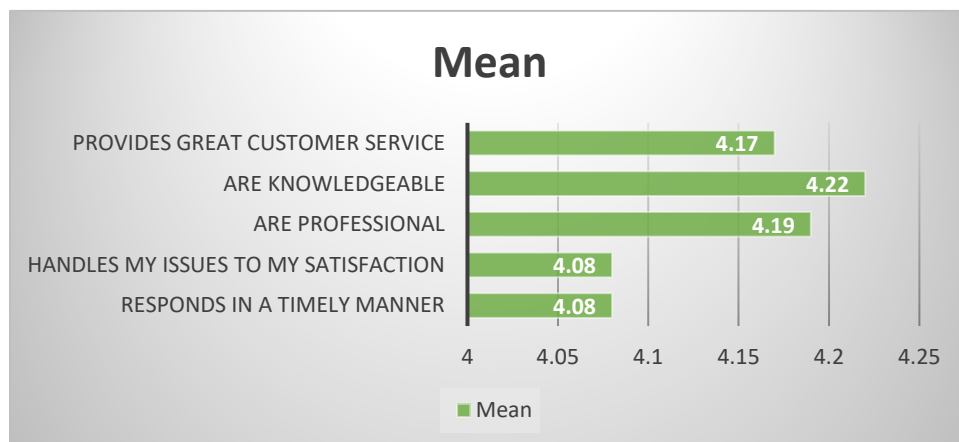 Mean
PROVIDES GREAT CUSTOMER SERVICE 4.17
ARE KNOWLEDGEABLE 4.22
ARE PROFESSIONAL 4.19
HANDLES MY ISSUES TO MY SATISFACTION 4.08
RESPONDS IN A TIMELY MANNER 4.08
4 4.05 4.1 4.15 4.2 4.25
Mean